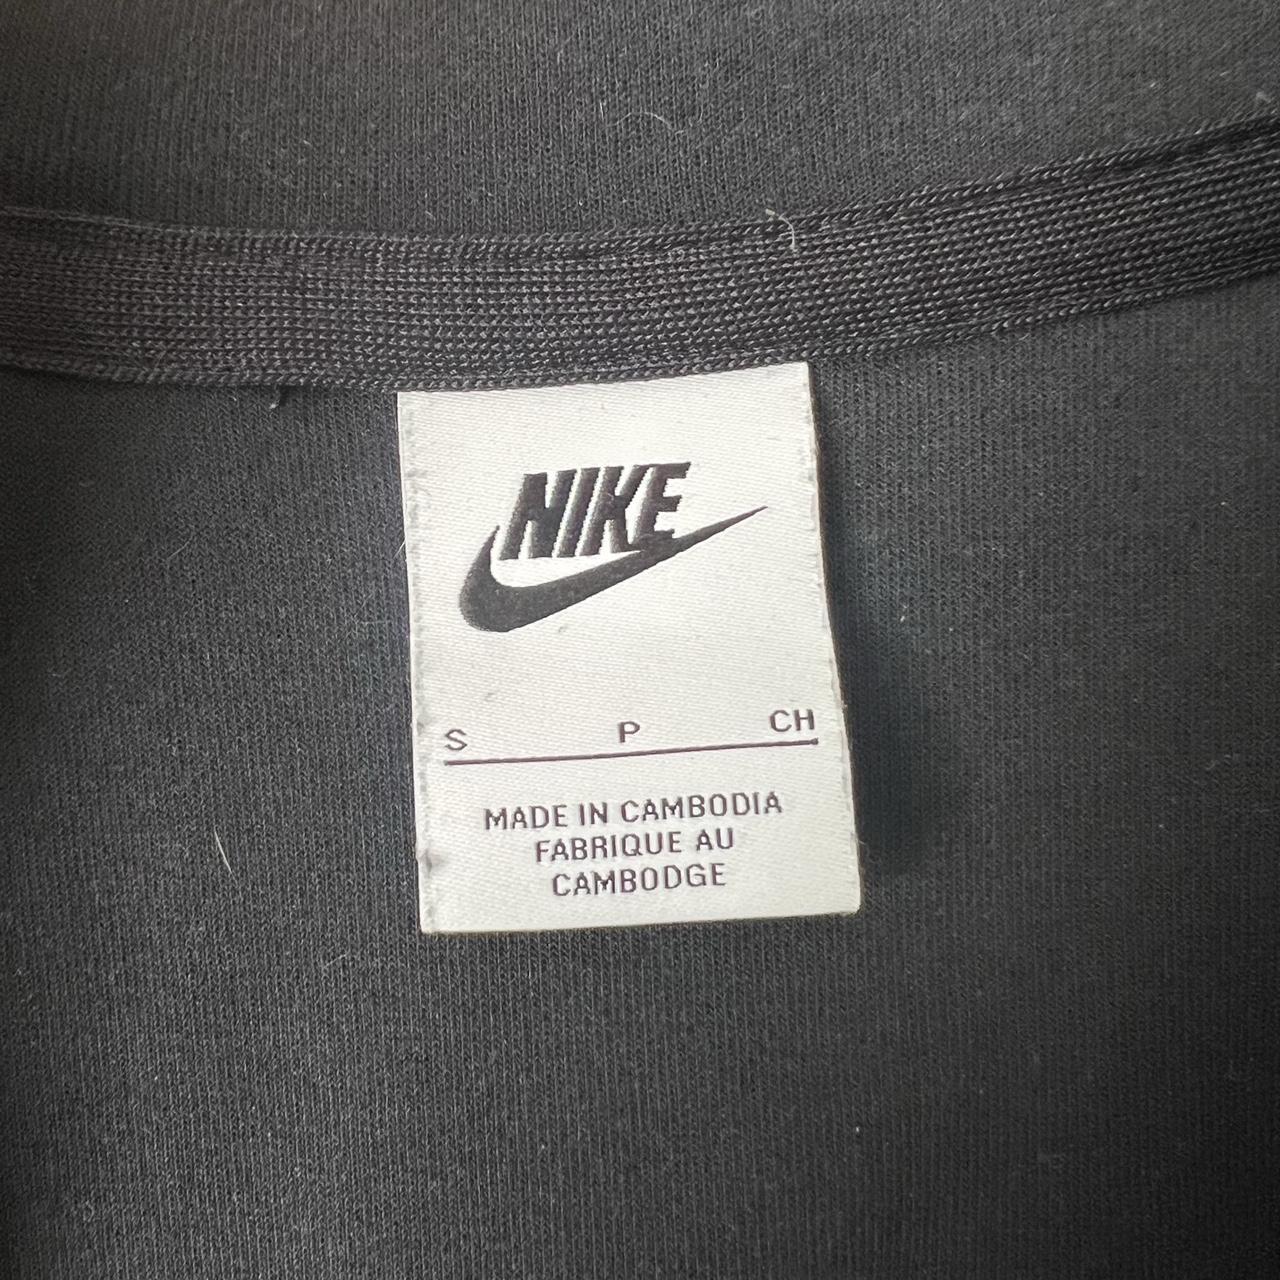 NIKE
S P CH
MADE IN CAMBODIA
FABRIQUE AU
CAMBODGE